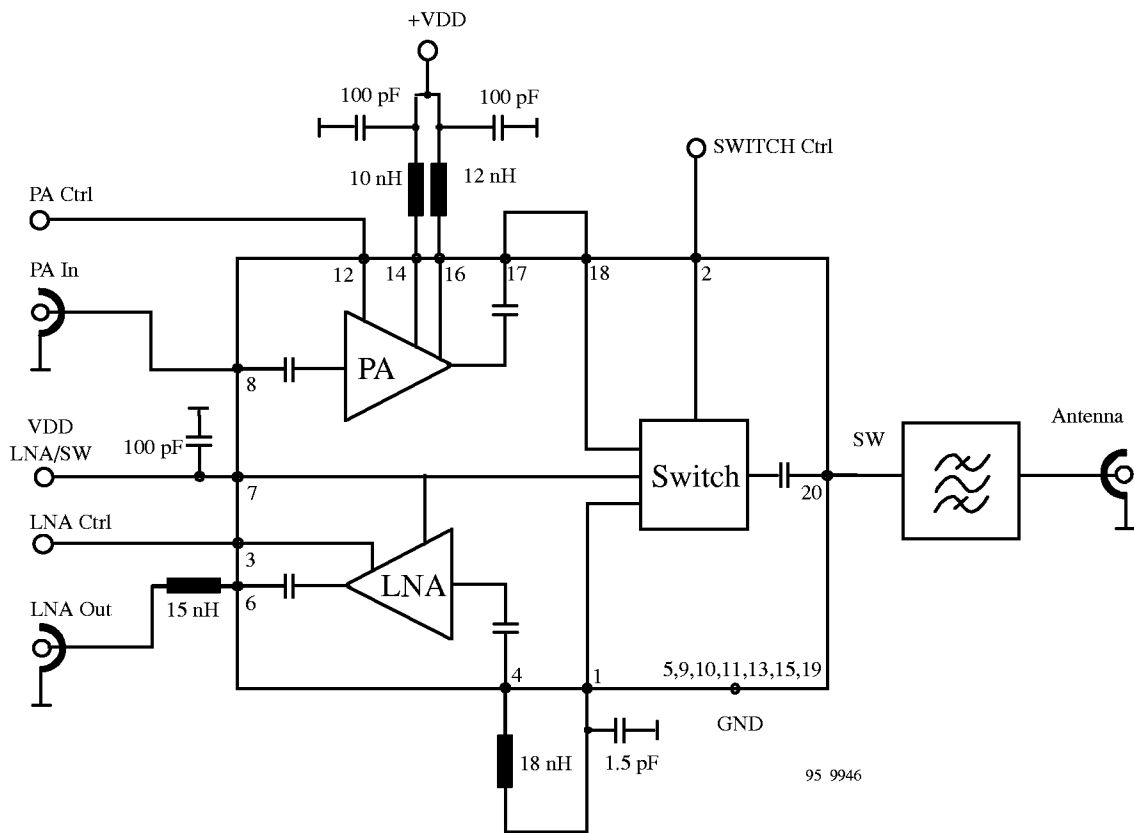 +VDD
100 pF
100 pF
SWITCH Ctrl
10 nH
12 nH
PA Ctrl
PA In
12
14
16
17
18
2
PA
8
VDD
LNA/SW
100 pF
Switch
SW
Antenna
7
20
LNA Ctrl
3
LNA
6
15 nH
LNA Out
4
1
5,9,10,11,13,15,19
GND
18 nH
1.5 pF
95 9946